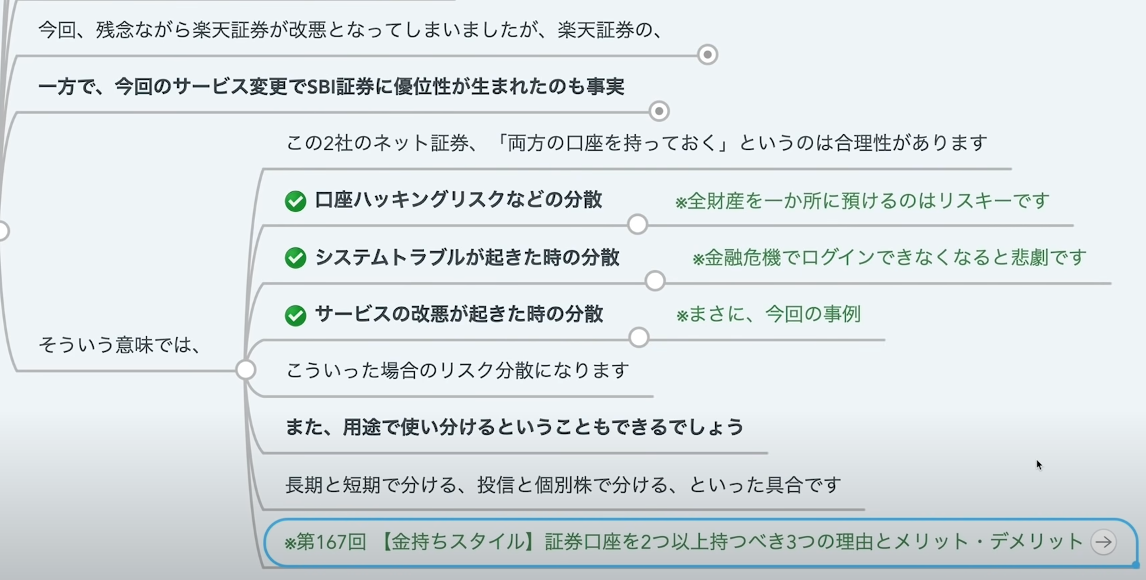 今回、残念ながら楽天証券が改悪となってしまいましたが、楽天証券の、
一方で、今回のサービス変更でSBI証券に優位性が生まれたのも事実
この2社のネット証券、「両方の口座を持っておく」というのは合理性があります
口座ハッキングリスクなどの分散 ※全財産を一か所に預けるのはリスキーです
システムトラブルが起きた時の分散 ※金融危機でログインできなくなると悲劇です
サービスの改悪が起きた時の分散 ※まさに、今回の事例
そういう意味では、
こういった場合のリスク分散になります
また、用途で使い分けるということもできるでしょう
長期と短期で分ける、投信と個別株で分ける、といった具合です
※第167回 【金持ちスタイル】証券口座を2つ以上持つべき3つの理由とメリット・デメリット